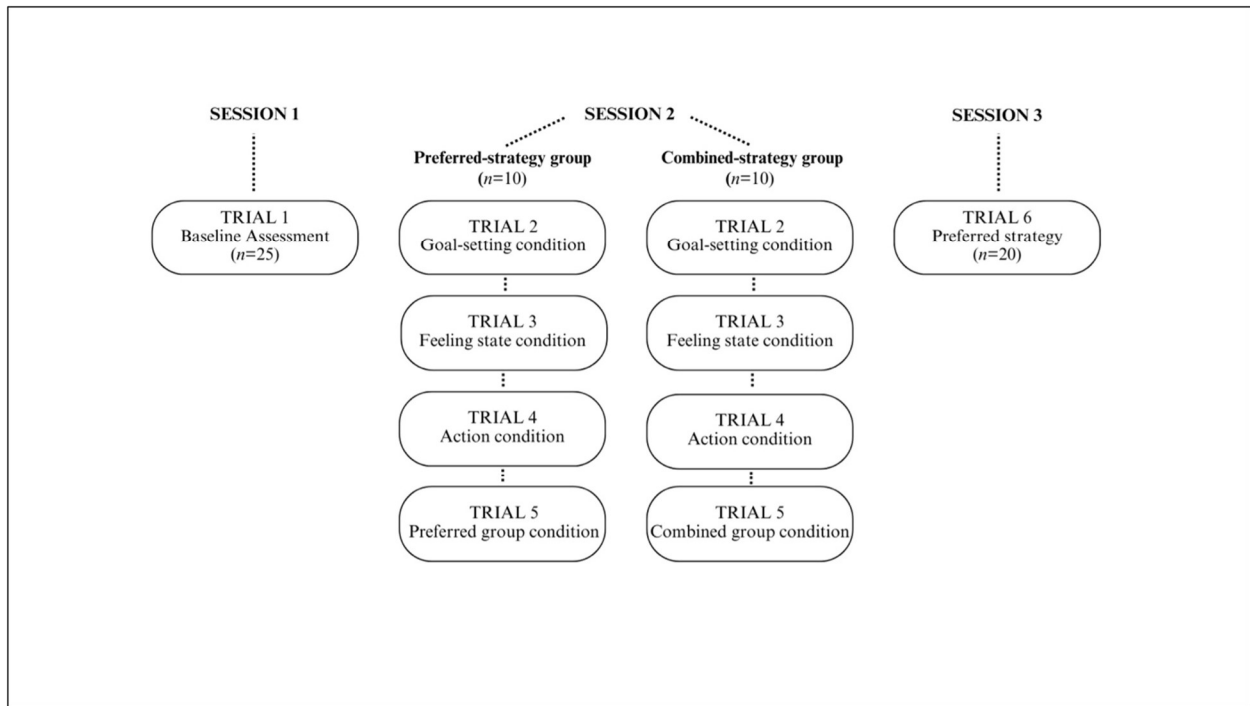 SESSION 1
TRIAL 1
Baseline Assessment
(n=25)
SESSION 2
Preferred-strategy group
(n=10)
TRIAL 2
Goal-setting condition
TRIAL 3
Feeling state condition
TRIAL 4
Action condition
TRIAL 5
Preferred group condition
Combined-strategy group
(n=10)
TRIAL 2
Goal-setting condition
TRIAL 3
Feeling state condition
TRIAL 4
Action condition
TRIAL 5
Combined group condition
SESSION 3
TRIAL 6
Preferred strategy
(n=20)